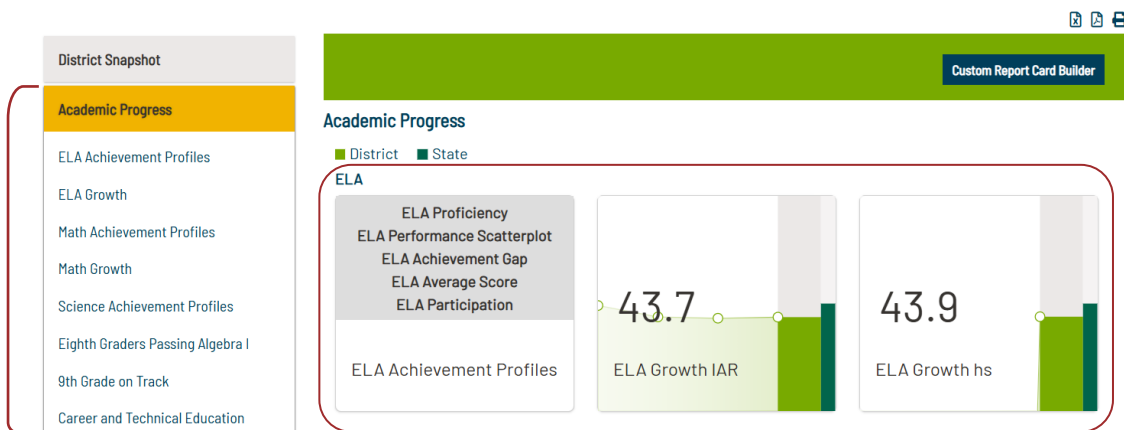 District Snapshot
Academic Progress
ELA Achievement Profiles
ELA Growth
Math Achievement Profiles
Math Growth
Science Achievement Profiles
Eighth Graders Passing Algebra I
9th Grade on Track
Career and Technical Education
Custom Report Card Builder
Academic Progress
District
State
ELA
ELA Proficiency
ELA Performance Scatterplot
ELA Achievement Gap
ELA Average Score
ELA Participation
ELA Achievement Profiles
43.7
ELA Growth IAR
43.9
ELA Growth hs